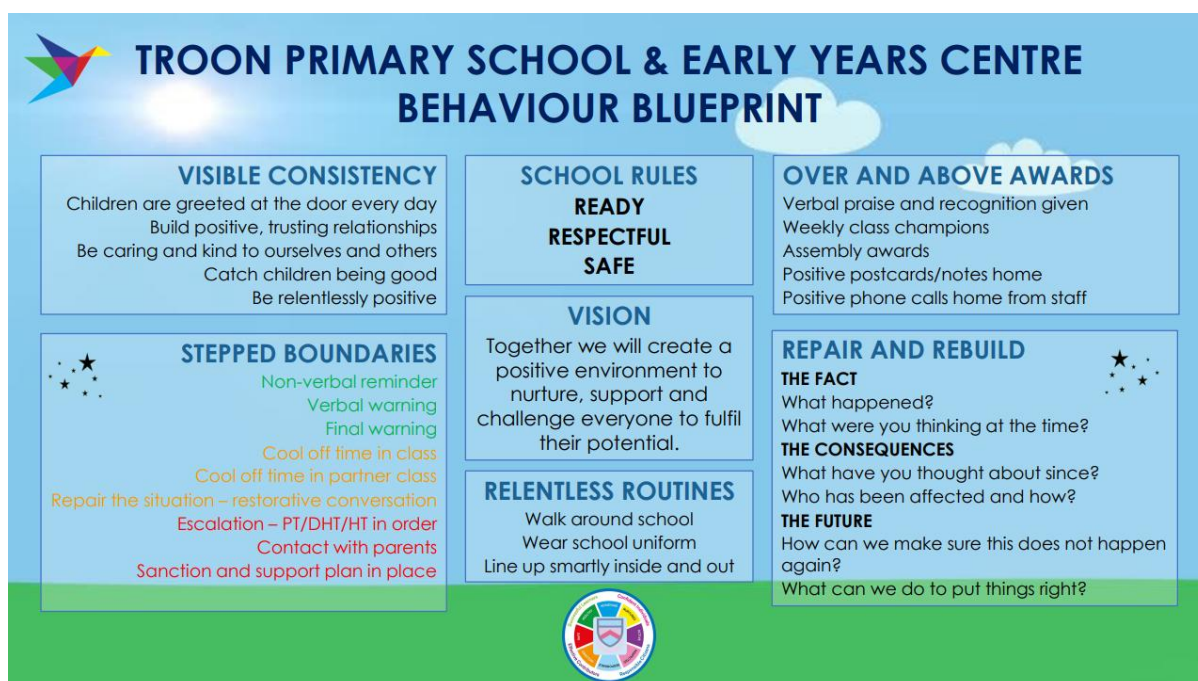 TROON PRIMARY SCHOOL & EARLY YEARS CENTRE
BEHAVIOUR BLUEPRINT
VISIBLE CONSISTENCY
Children are greeted at the door every day
Build positive, trusting relationships
Be caring and kind to ourselves and others
Catch children being good
Be relentlessly positive
STEPPED BOUNDARIES
Non-verbal reminder
Verbal warning
Final warning
Cool off time in class
Cool off time in partner class
Repair the situation – restorative conversation
Escalation – PT/DHT/HT in order
Contact with parents
Sanction and support plan in place
SCHOOL RULES
READY
RESPECTFUL
SAFE
VISION
Together we will create a
positive environment to
nurture, support and
challenge everyone to fulfil
their potential.
RELENTLESS ROUTINES
Walk around school
Wear school uniform
Line up smartly inside and out
OVER AND ABOVE AWARDS
Verbal praise and recognition given
Weekly class champions
Assembly awards
Positive postcards/notes home
Positive phone calls home from staff
REPAIR AND REBUILD
THE FACT
What happened?
What were you thinking at the time?
THE CONSEQUENCES
What have you thought about since?
Who has been affected and how?
THE FUTURE
How can we make sure this does not happen
again?
What can we do to put things right?
Confident Individuals
Responsible Citizens
Effective Contributors